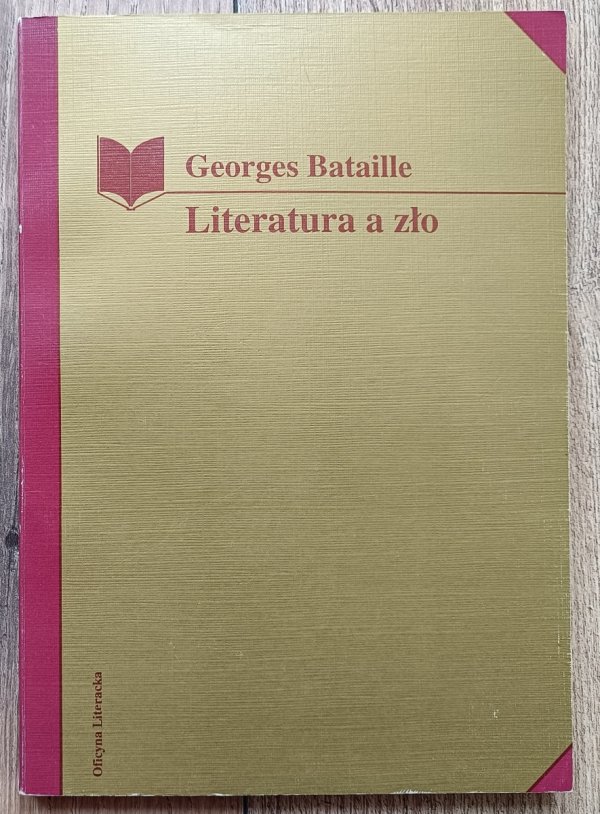 Georges Bataille
Literatura a zło
Oficyna Literacka